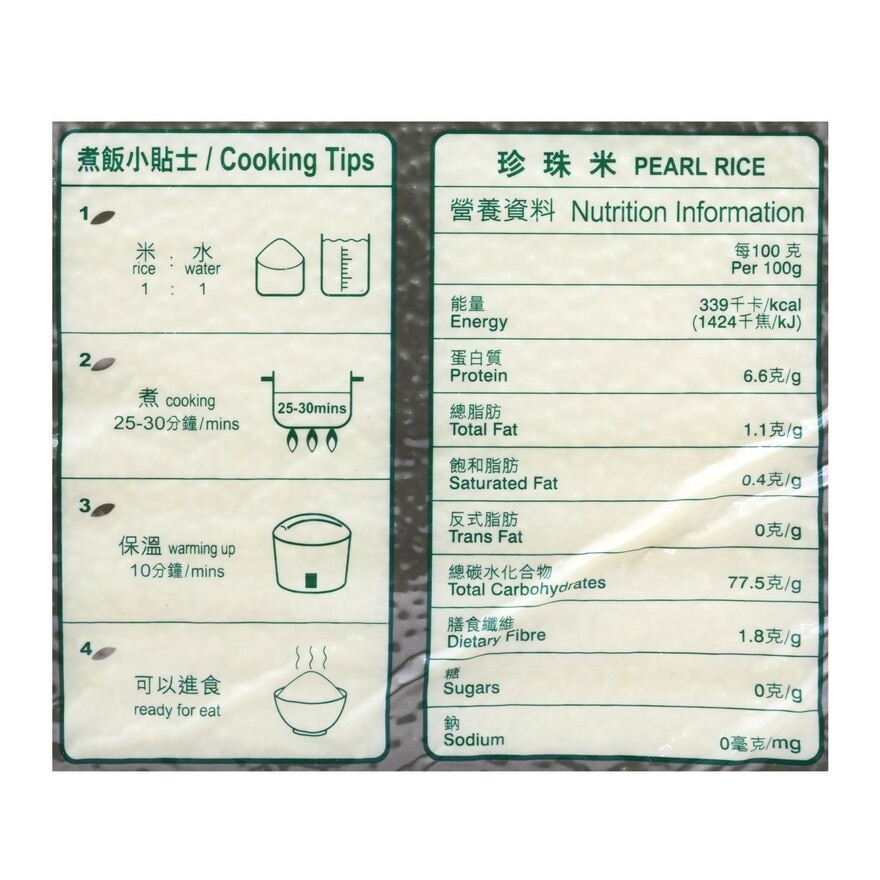 煮飯小貼士 / Cooking Tips
1
米 : 水
rice water
1 : 1
2
煮 cooking
25-30分鐘/mins
25-30mins
3
保溫 warming up
10分鐘/mins
4
可以進食
ready for eat
珍珠米 PEARL RICE
營養資料 Nutrition Information
每100克
Per 100g
能量
Energy
339千卡/kcal
(1424千焦/kJ)
蛋白質
Protein
6.6克/g
總脂肪
Total Fat
1.1克/g
飽和脂肪
Saturated Fat
0.4克/g
反式脂肪
Trans Fat
0克/g
總碳水化合物
Total Carbohydrates
77.5克/g
膳食纖維
Dietary Fibre
1.8克/g
糖
Sugars
0克/g
鈉
Sodium
0毫克/mg